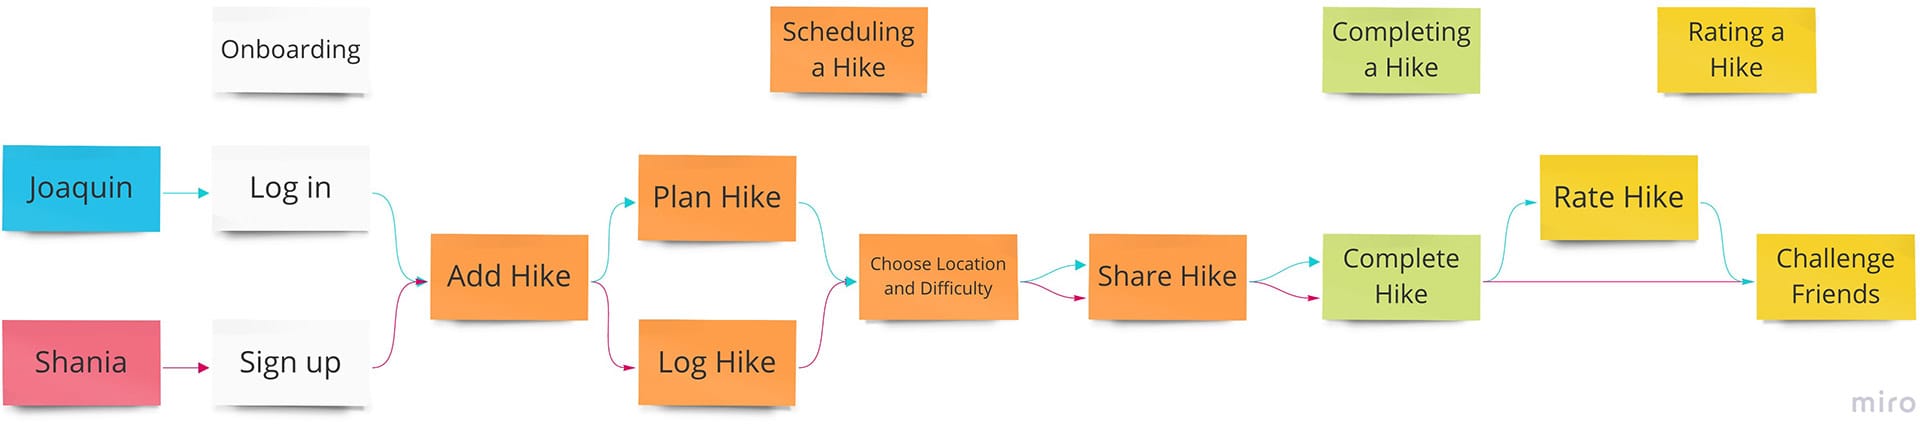 Onboarding
Scheduling
a Hike
Completing
a Hike
Rating a
Hike
Joaquin
Log in
Plan Hike
Rate Hike
Add Hike
Choose Location
and Difficulty
Share Hike
Complete
Hike
Challenge
Friends
Shania
Sign up
Log Hike
miro